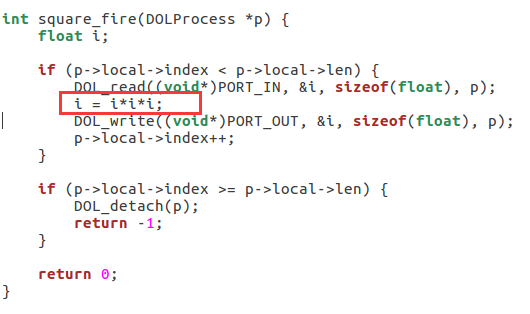 int square_fire(DOLProcess *p) {
    float i;

    if (p->local->index < p->local->len) {
        DOL_read((void*)PORT_IN, &i, sizeof(float), p);
        i = i*i*i;
        DOL_write((void*)PORT_OUT, &i, sizeof(float), p);
        p->local->index++;
    }

    if (p->local->index >= p->local->len) {
        DOL_detach(p);
        return -1;
    }

    return 0;
}